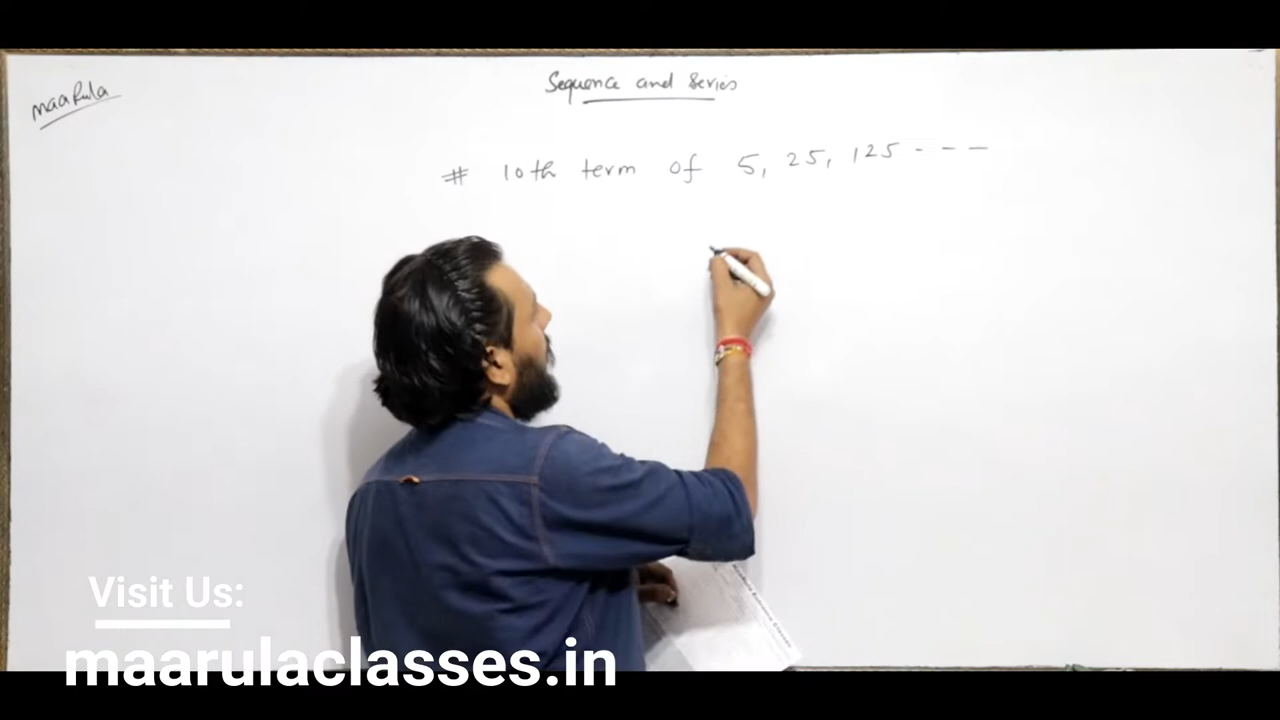 maarula
Sequence and Series
# 10th term of 5, 25, 125 - - -
Visit Us:
maarulaclasses.in